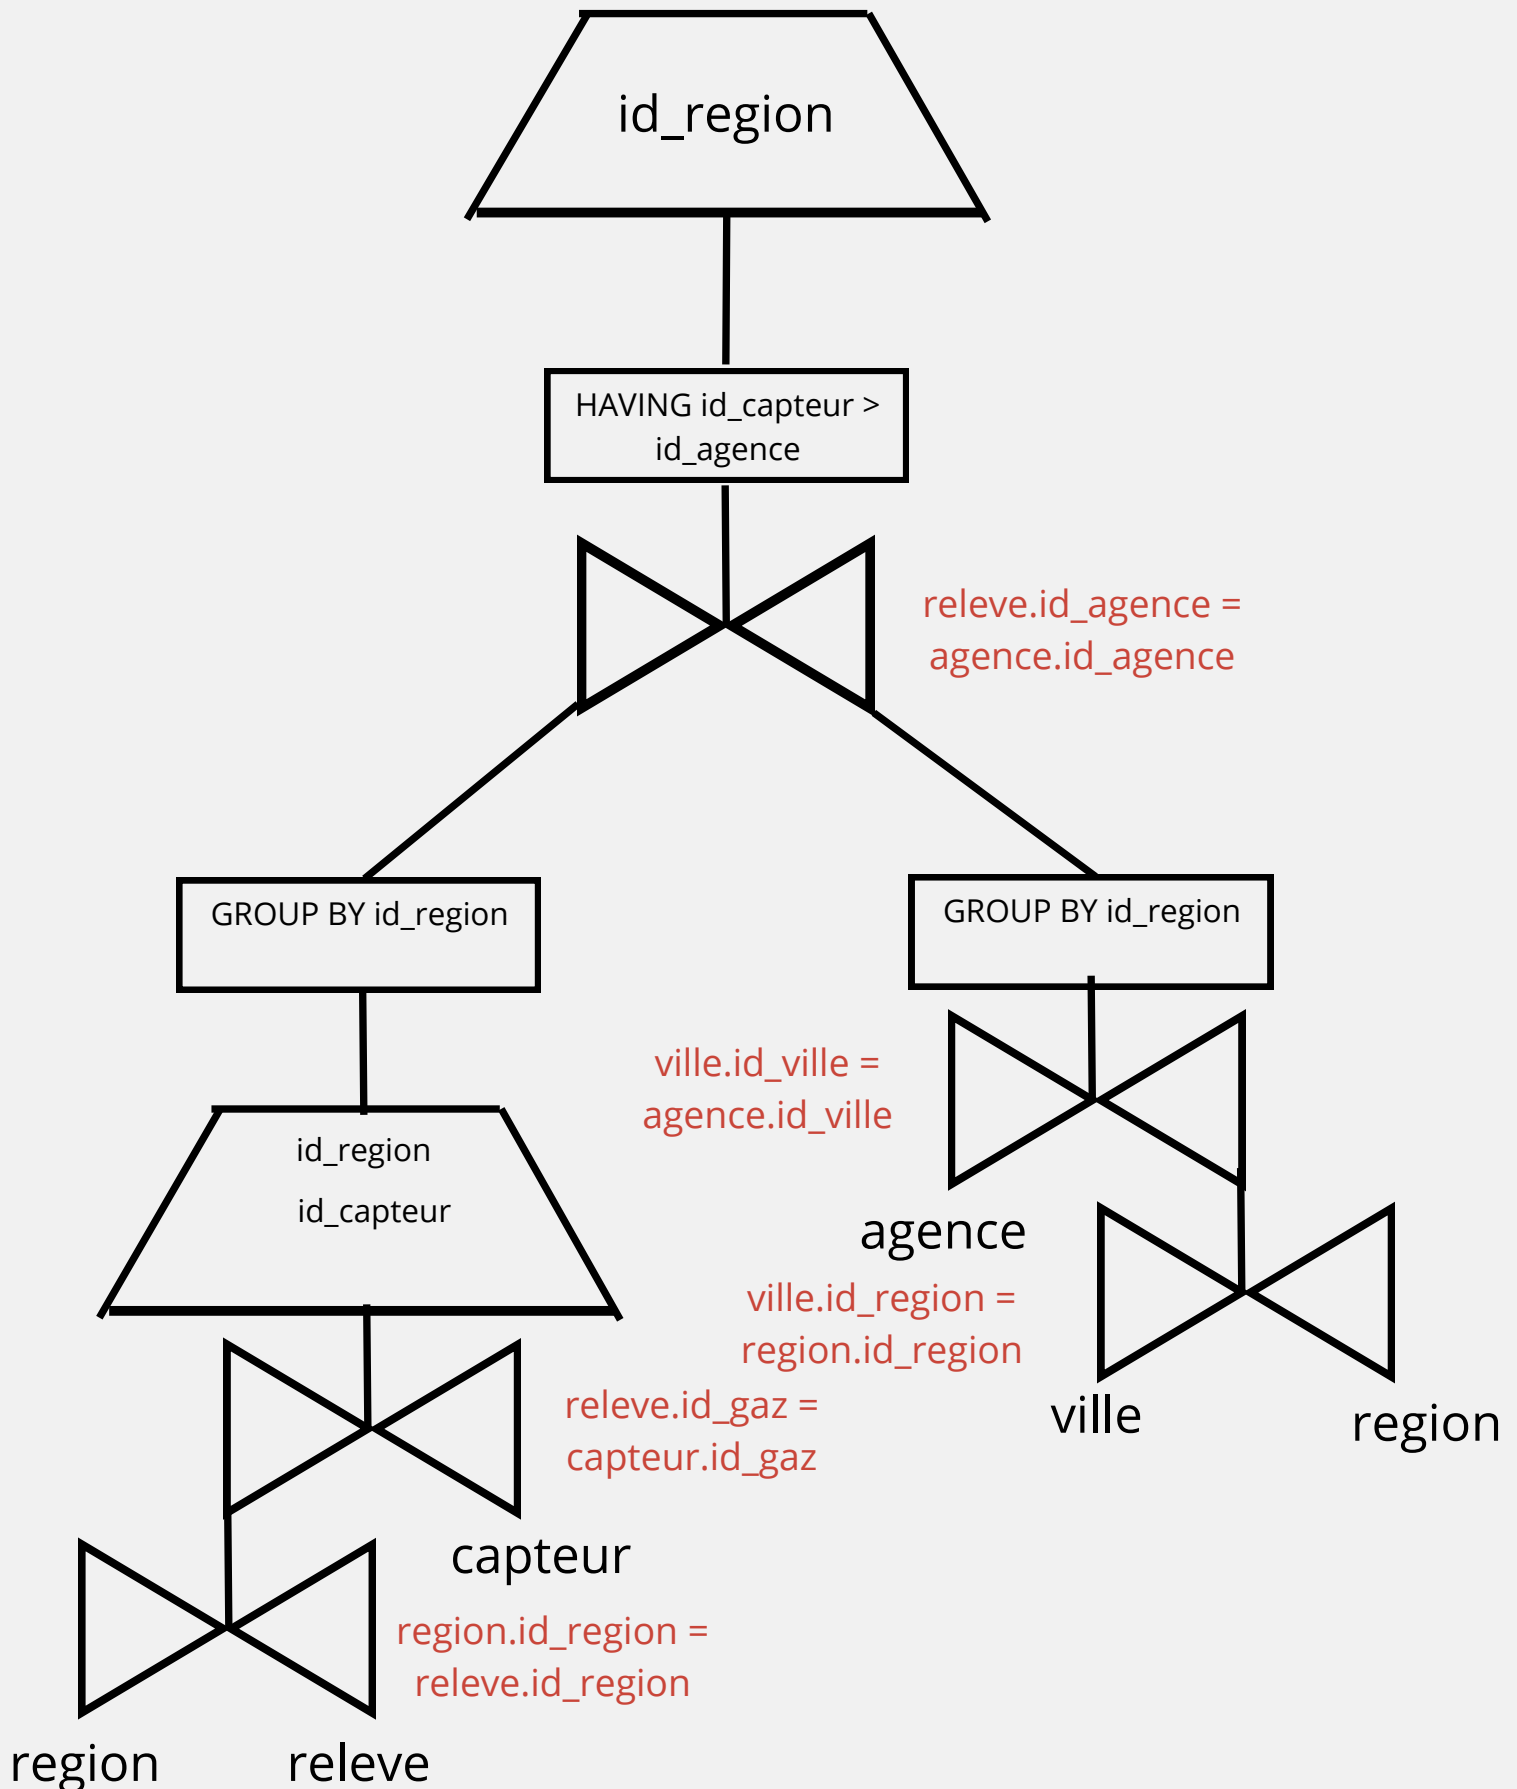 id_region
HAVING id_capteur >
id_agence
releve.id_agence =
agence.id_agence
GROUP BY id_region
GROUP BY id_region
ville.id_ville =
agence.id_ville
id_region
id_capteur
agence
ville.id_region =
region.id_region
releve.id_gaz =
capteur.id_gaz
ville
region
capteur
region.id_region =
releve.id_region
region
releve